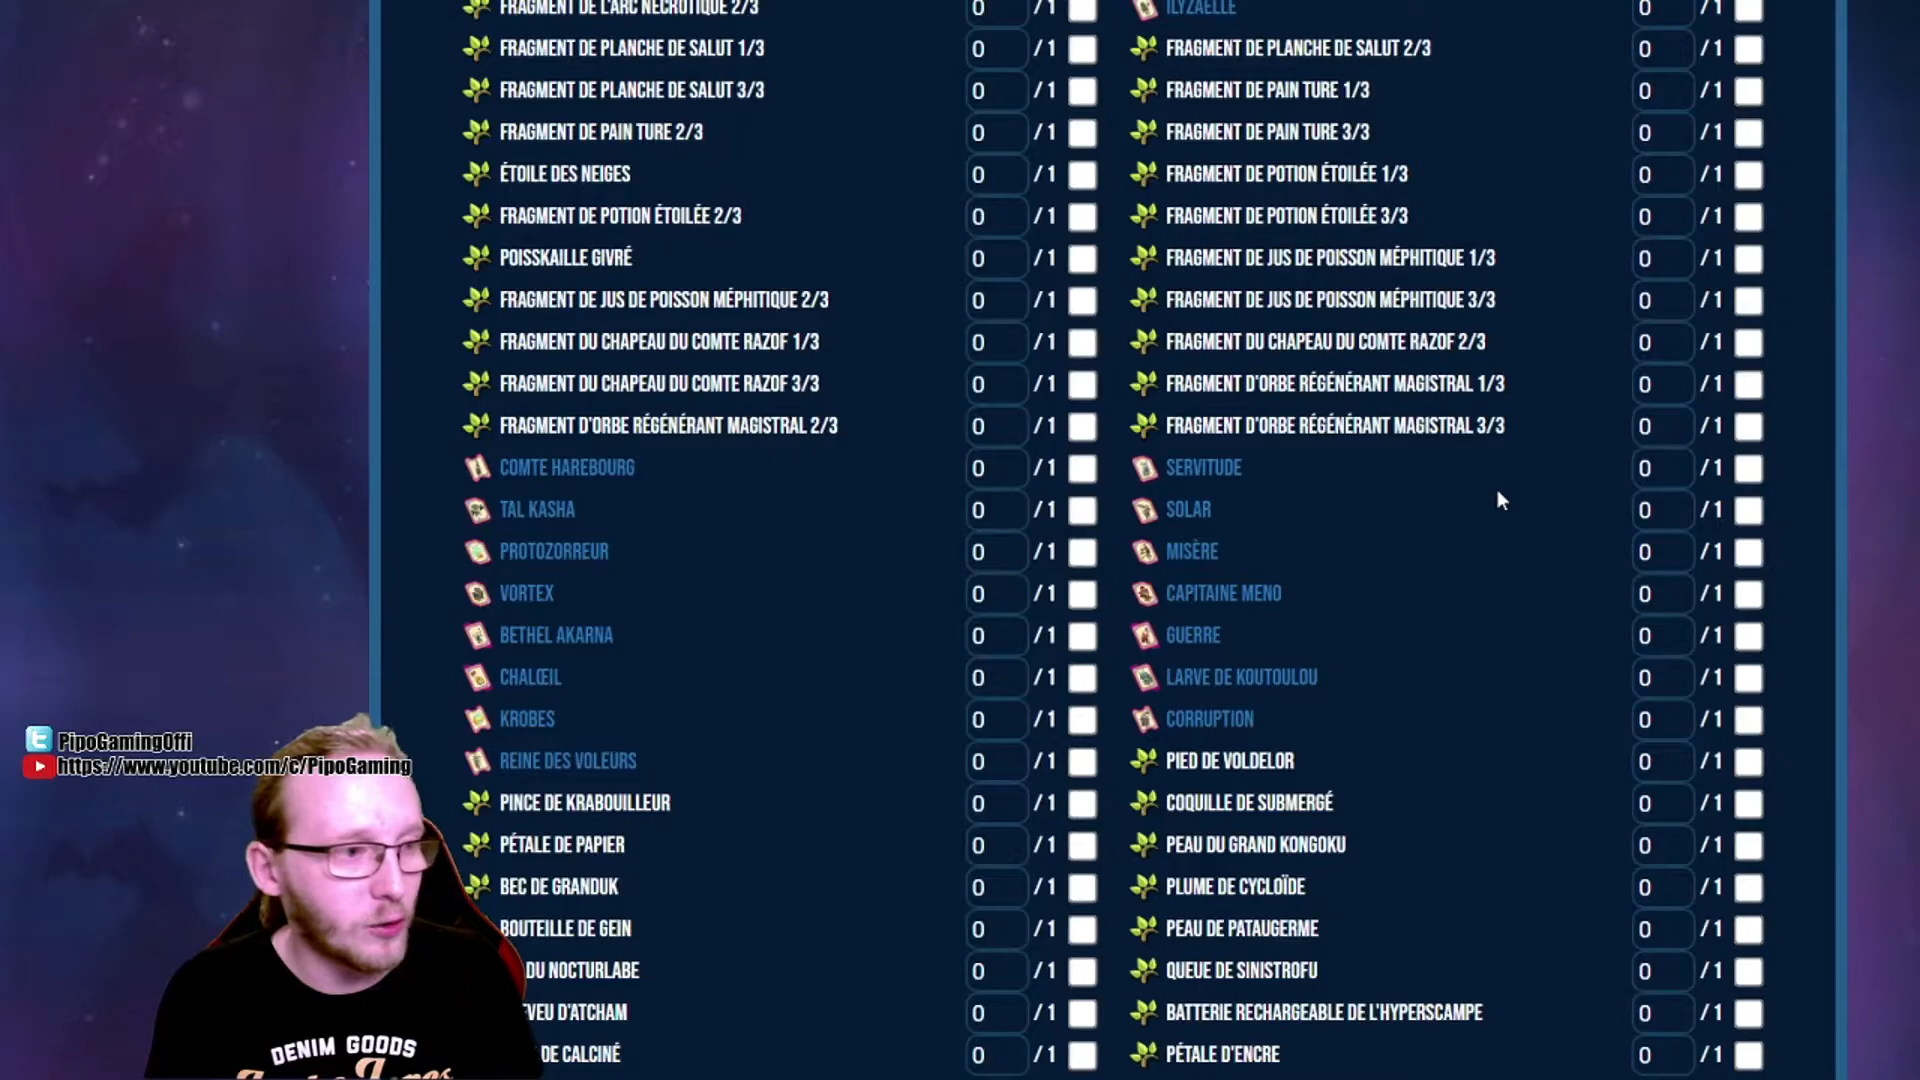 FRAGMENT DE L'ARC NÉCROTIQUE 2/3 0 / 1 ILYZAELLE 0 / 1
FRAGMENT DE PLANCHE DE SALUT 1/3 0 / 1 FRAGMENT DE PLANCHE DE SALUT 2/3 0 / 1
FRAGMENT DE PLANCHE DE SALUT 3/3 0 / 1 FRAGMENT DE PAIN TURE 1/3 0 / 1
FRAGMENT DE PAIN TURE 2/3 0 / 1 FRAGMENT DE PAIN TURE 3/3 0 / 1
ÉTOILE DES NEIGES 0 / 1 FRAGMENT DE POTION ÉTOILÉE 1/3 0 / 1
FRAGMENT DE POTION ÉTOILÉE 2/3 0 / 1 FRAGMENT DE POTION ÉTOILÉE 3/3 0 / 1
POISSKAILLE GIVRÉ 0 / 1 FRAGMENT DE JUS DE POISSON MÉPHITIQUE 1/3 0 / 1
FRAGMENT DE JUS DE POISSON MÉPHITIQUE 2/3 0 / 1 FRAGMENT DE JUS DE POISSON MÉPHITIQUE 3/3 0 / 1
FRAGMENT DU CHAPEAU DU COMTE RAZOF 1/3 0 / 1 FRAGMENT DU CHAPEAU DU COMTE RAZOF 2/3 0 / 1
FRAGMENT DU CHAPEAU DU COMTE RAZOF 3/3 0 / 1 FRAGMENT D'ORBE RÉGÉNÉRANT MAGISTRAL 1/3 0 / 1
FRAGMENT D'ORBE RÉGÉNÉRANT MAGISTRAL 2/3 0 / 1 FRAGMENT D'ORBE RÉGÉNÉRANT MAGISTRAL 3/3 0 / 1
COMTE HAREBOURG 0 / 1 SERVITUDE 0 / 1
TAL KASHA 0 / 1 SOLAR 0 / 1
PROTOZORREUR 0 / 1 MISÈRE 0 / 1
VORTEX 0 / 1 CAPITAINE MENO 0 / 1
BETHEL AKARNA 0 / 1 GUERRE 0 / 1
CHALŒIL 0 / 1 LARVE DE KOUTOULOU 0 / 1
KROBES 0 / 1 CORRUPTION 0 / 1
REINE DES VOLEURS 0 / 1 PIED DE VOLDELOR 0 / 1
PINCE DE KRABOUILLEUR 0 / 1 COQUILLE DE SUBMERGÉ 0 / 1
PÉTALE DE PAPIER 0 / 1 PEAU DU GRAND KONGOKU 0 / 1
BEC DE GRANDUK 0 / 1 PLUME DE CYCLOÏDE 0 / 1
BOUTEILLE DE GEIN 0 / 1 PEAU DE PATAUGERME 0 / 1
DU NOCTURLABE 0 / 1 QUEUE DE SINISTROFU 0 / 1
EVEU D'ATCHAM 0 / 1 BATTERIE RECHARGEABLE DE L'HYPERSCAMPE 0 / 1
DE CALCINÉ 0 / 1 PÉTALE D'ENCRE 0 / 1
PipoGamingOffi
https://www.youtube.com/c/PipoGaming
DENIM GOODS